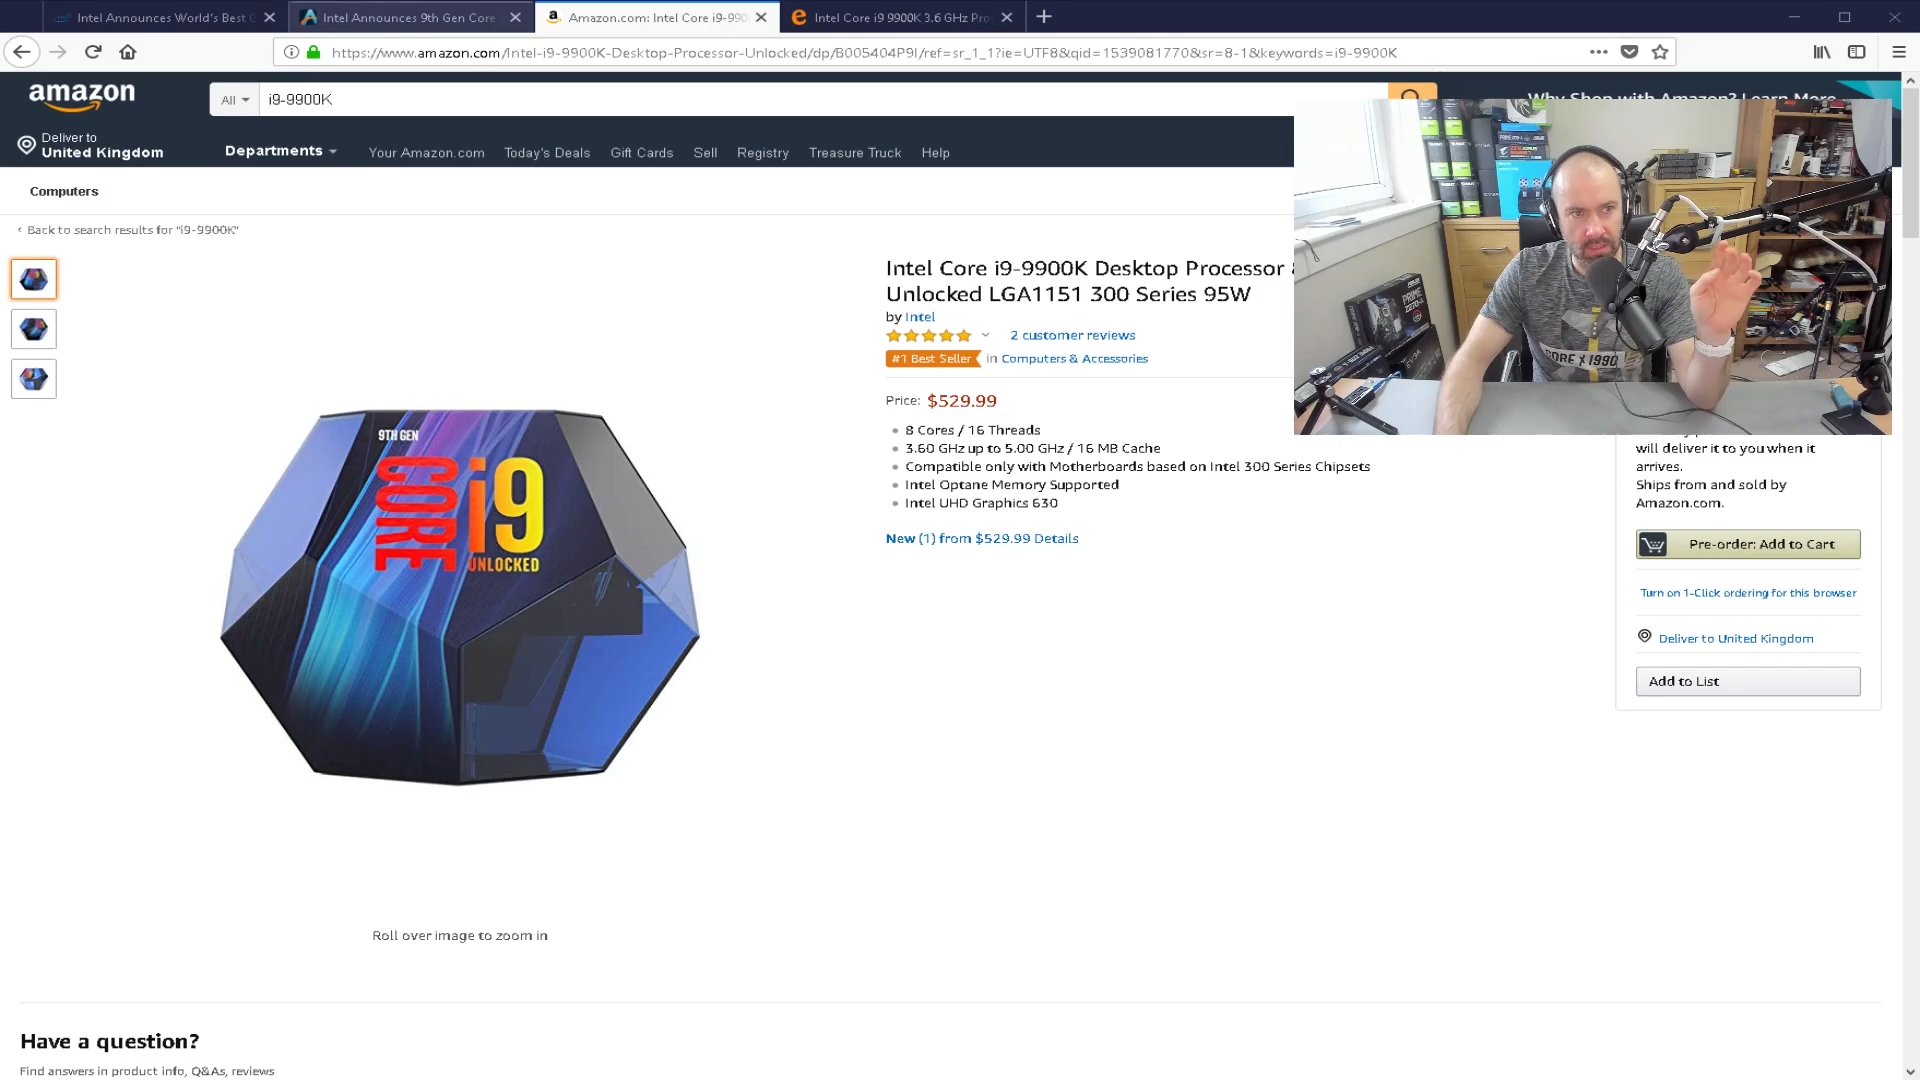 Intel Announces World's Best G
Intel Announces 9th Gen Core
Amazon.com: Intel Core i9-990
Intel Core i9 9900K 3.6 GHz Pro
https://www.amazon.com/Intel-i9-9900K-Desktop-Processor-Unlocked/dp/B005404P9I/ref=sr_1_1?ie=UTF8&qid=1539081770&sr=8-1&keywords=i9-9900K
amazon
All
i9-9900K
Why Shop with Amazon? Learn More
Deliver to
United Kingdom
Departments
Your Amazon.com
Today's Deals
Gift Cards
Sell
Registry
Treasure Truck
Help
Computers
‹ Back to search results for "i9-9900K"
Intel Core i9-9900K Desktop Processor
Unlocked LGA1151 300 Series 95W
by Intel
2 customer reviews
#1 Best Seller in Computers & Accessories
Price: $529.99
8 Cores / 16 Threads
3.60 GHz up to 5.00 GHz / 16 MB Cache
Compatible only with Motherboards based on Intel 300 Series Chipsets
Intel Optane Memory Supported
Intel UHD Graphics 630
New (1) from $529.99 Details
will deliver it to you when it
arrives.
Ships from and sold by
Amazon.com.
Pre-order: Add to Cart
Turn on 1-Click ordering for this browser
Deliver to United Kingdom
Add to List
9TH GEN
CORE
i9
UNLOCKED
CORE X 1990
PRIME
Z270-A
Roll over image to zoom in
Have a question?
Find answers in product info, Q&As, reviews